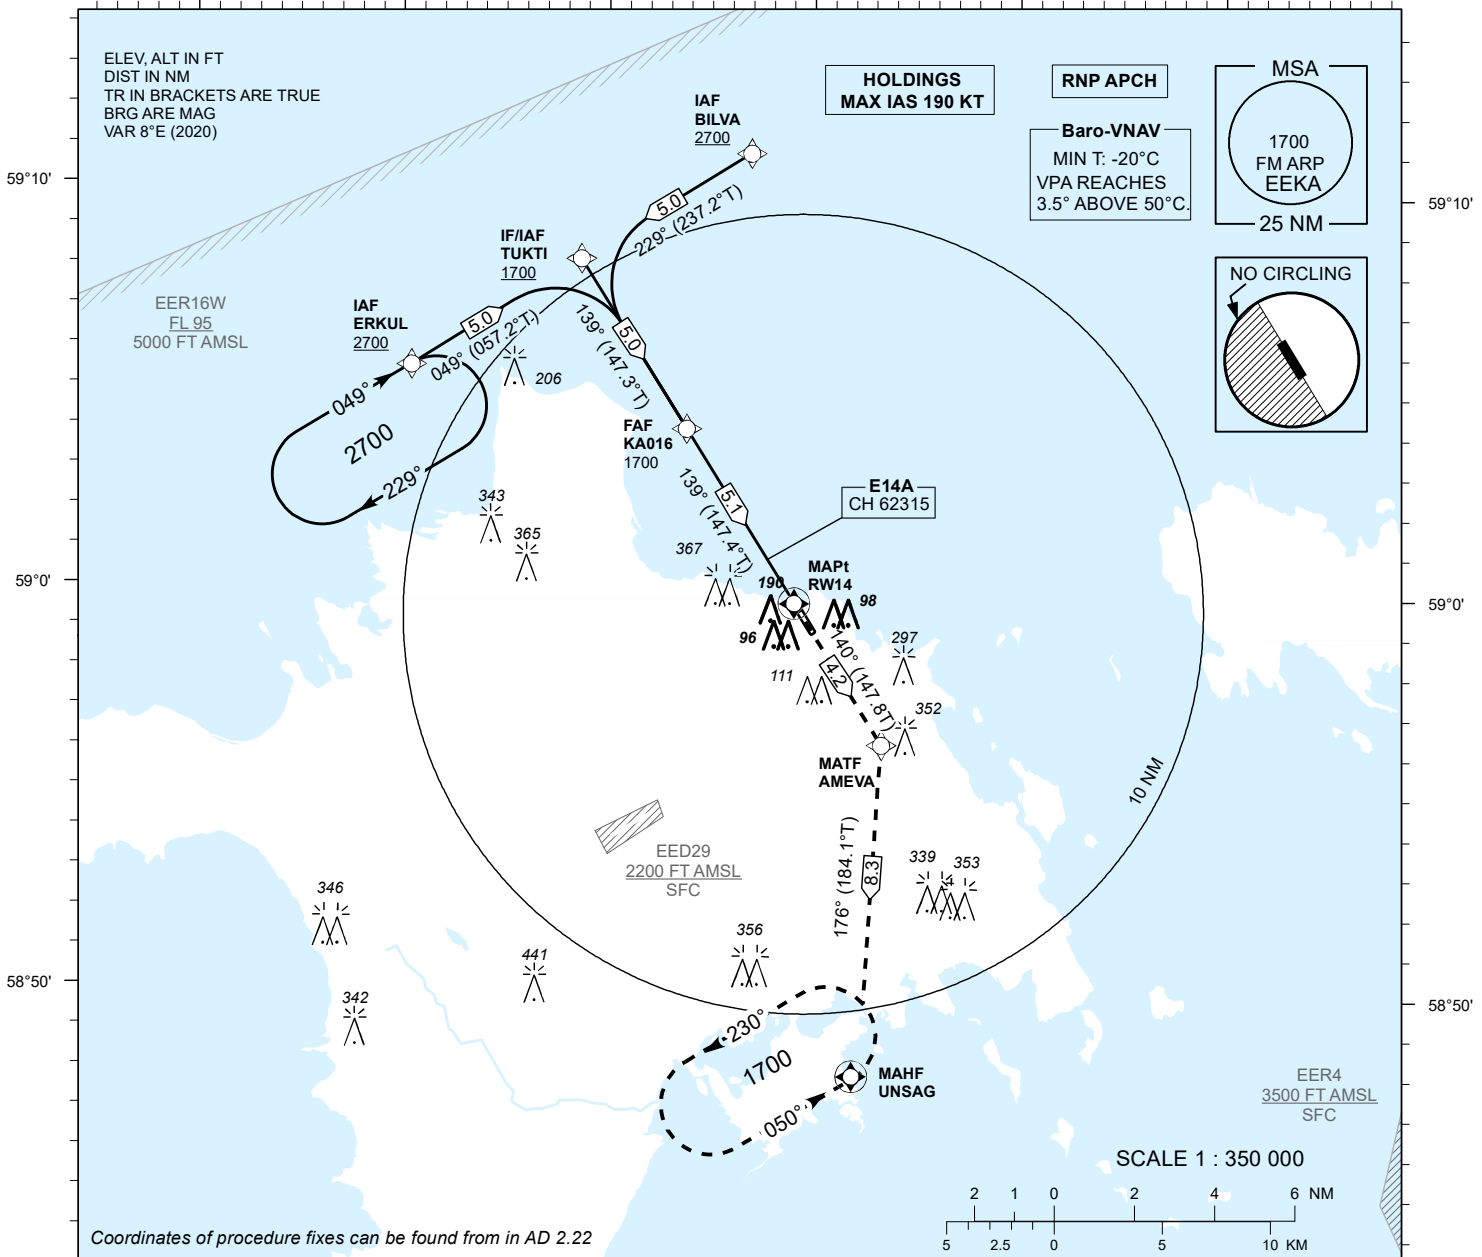 ELEV, ALT IN FT
DIST IN NM
TR IN BRACKETS ARE TRUE
BRG ARE MAG
VAR 8°E (2020)
HOLDINGS
MAX IAS 190 KT
RNP APCH
Baro-VNAV
MIN T: -20°C
VPA REACHES
3.5° ABOVE 50°C.
MSA
1700
FM ARP
EEKA
25 NM
NO CIRCLING
59°10'
59°10'
IAF
BILVA
2700
5.0
229° (237.2°T)
IF/IAF
TUKTI
1700
EER16W
FL 95
5000 FT AMSL
IAF
ERKUL
2700
5.0
049° (057.2°T)
049°
2700
229°
206
5.0
139° (147.3°T)
FAF
KA016
1700
139° (147.4°T)
5.1
E14A
CH 62315
343
365
367
59°0'
59°0'
MAPt
RW14
190
98
96
111
140° (147.8T)
4.2
297
352
MATF
AMEVA
10 NM
EED29
2200 FT AMSL
SFC
176° (184.1°T)
8.3
339
353
4
346
356
441
342
58°50'
58°50'
230°
1700
050°
MAHF
UNSAG
EER4
3500 FT AMSL
SFC
SCALE 1 : 350 000
2 1 0 2 4 6 NM
5 2.5 0 5 10 KM
Coordinates of procedure fixes can be found from in AD 2.22